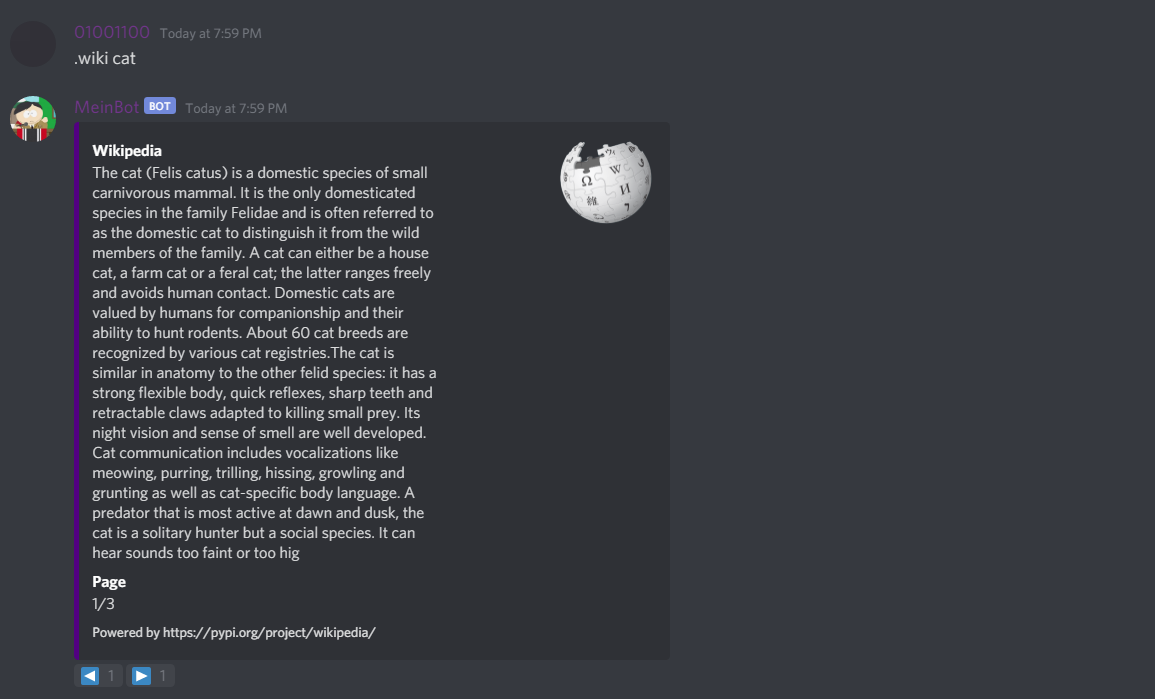 01001100 Today at 7:59 PM
.wiki cat
MeinBot BOT Today at 7:59 PM
Wikipedia
The cat (Felis catus) is a domestic species of small
carnivorous mammal. It is the only domesticated
species in the family Felidae and is often referred to
as the domestic cat to distinguish it from the wild
members of the family. A cat can either be a house
cat, a farm cat or a feral cat; the latter ranges freely
and avoids human contact. Domestic cats are
valued by humans for companionship and their
ability to hunt rodents. About 60 cat breeds are
recognized by various cat registries.The cat is
similar in anatomy to the other felid species: it has a
strong flexible body, quick reflexes, sharp teeth and
retractable claws adapted to killing small prey. Its
night vision and sense of smell are well developed.
Cat communication includes vocalizations like
meowing, purring, trilling, hissing, growling and
grunting as well as cat-specific body language. A
predator that is most active at dawn and dusk, the
cat is a solitary hunter but a social species. It can
hear sounds too faint or too hig
Page
1/3
Powered by https://pypi.org/project/wikipedia/
1 1
Ω W И